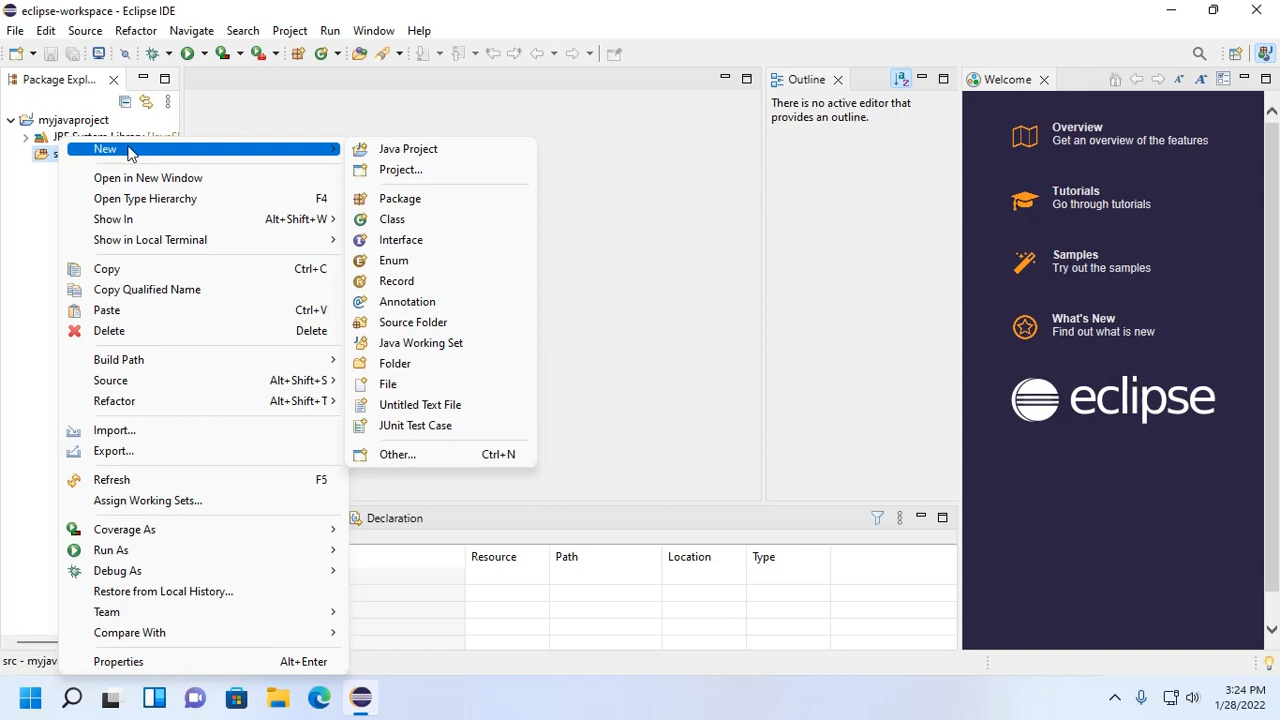 eclipse-workspace - Eclipse IDE
File Edit Source Refactor Navigate Search Project Run Window Help
Package Expl...
Outline
Welcome
There is no active editor that
provides an outline.
myjavaproject
JRE System Library [JavaS
s
New
Open in New Window
Open Type Hierarchy F4
Show In Alt+Shift+W
Show in Local Terminal
Copy Ctrl+C
Copy Qualified Name
Paste Ctrl+V
Delete Delete
Build Path
Source Alt+Shift+S
Refactor Alt+Shift+T
Import...
Export...
Refresh F5
Assign Working Sets...
Coverage As
Run As
Debug As
Restore from Local History...
Team
Compare With
Properties Alt+Enter
Java Project
Project...
Package
Class
Interface
Enum
Record
Annotation
Source Folder
Java Working Set
Folder
File
Untitled Text File
JUnit Test Case
Other... Ctrl+N
Declaration
Resource Path Location Type
Overview
Get an overview of the features
Tutorials
Go through tutorials
Samples
Try out the samples
What's New
Find out what is new
eclipse
src - myjav
3:24 PM
1/28/2022